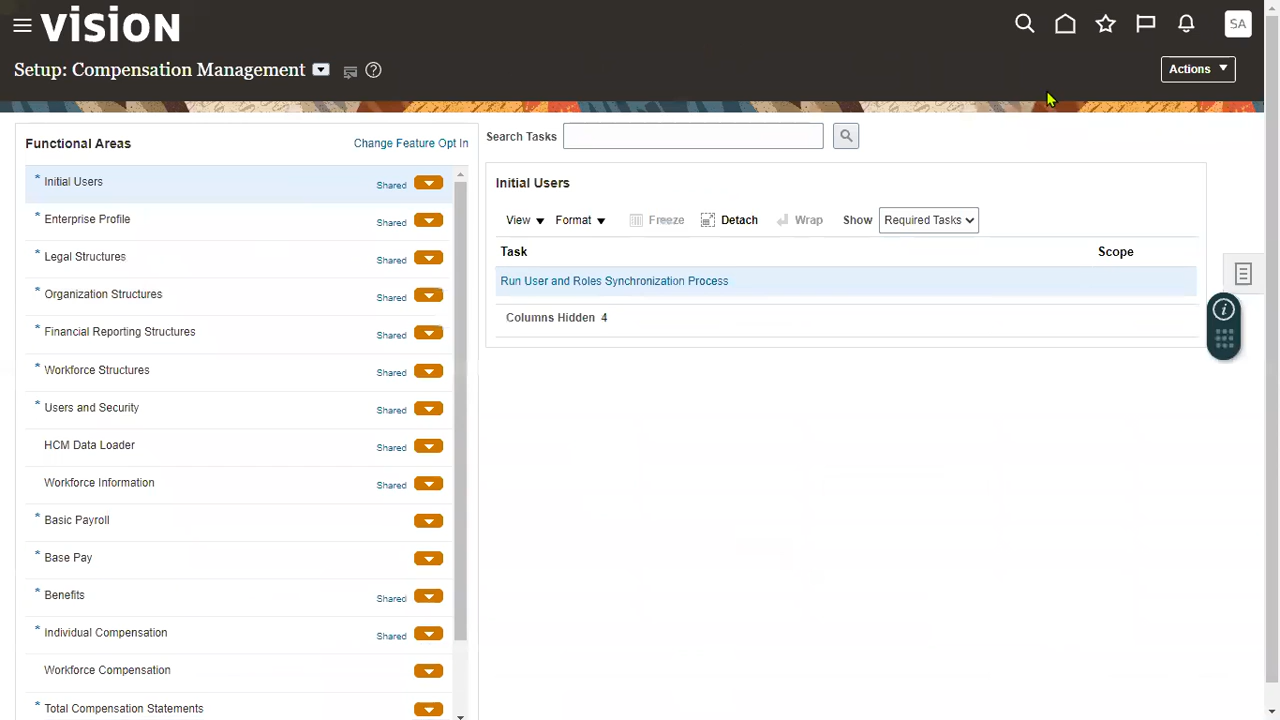 vision
SA
Setup: Compensation Management
Actions
Functional Areas
Change Feature Opt In
* Initial Users Shared
* Enterprise Profile Shared
* Legal Structures Shared
* Organization Structures Shared
* Financial Reporting Structures Shared
* Workforce Structures Shared
* Users and Security Shared
HCM Data Loader Shared
Workforce Information Shared
* Basic Payroll
* Base Pay
* Benefits Shared
* Individual Compensation Shared
Workforce Compensation
Total Compensation Statements
Search Tasks
Initial Users
View Format Freeze Detach Wrap Show Required Tasks
Task Scope
Run User and Roles Synchronization Process
Columns Hidden 4